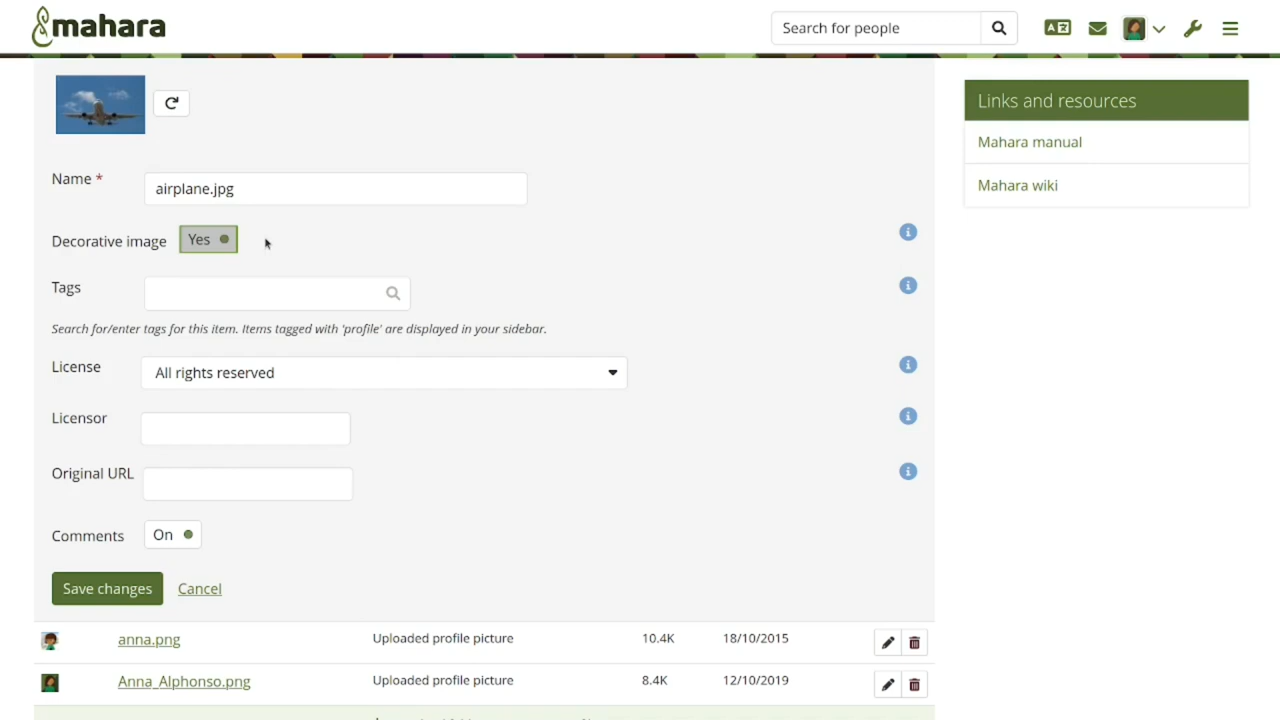 mahara
Search for people
Links and resources
Mahara manual
Mahara wiki
Name *
airplane.jpg
Decorative image
Yes
Tags
Search for/enter tags for this item. Items tagged with 'profile' are displayed in your sidebar.
License
All rights reserved
Licensor
Original URL
Comments
On
Save changes
Cancel
anna.png Uploaded profile picture 10.4K 18/10/2015
Anna_Alphonso.png Uploaded profile picture 8.4K 12/10/2019